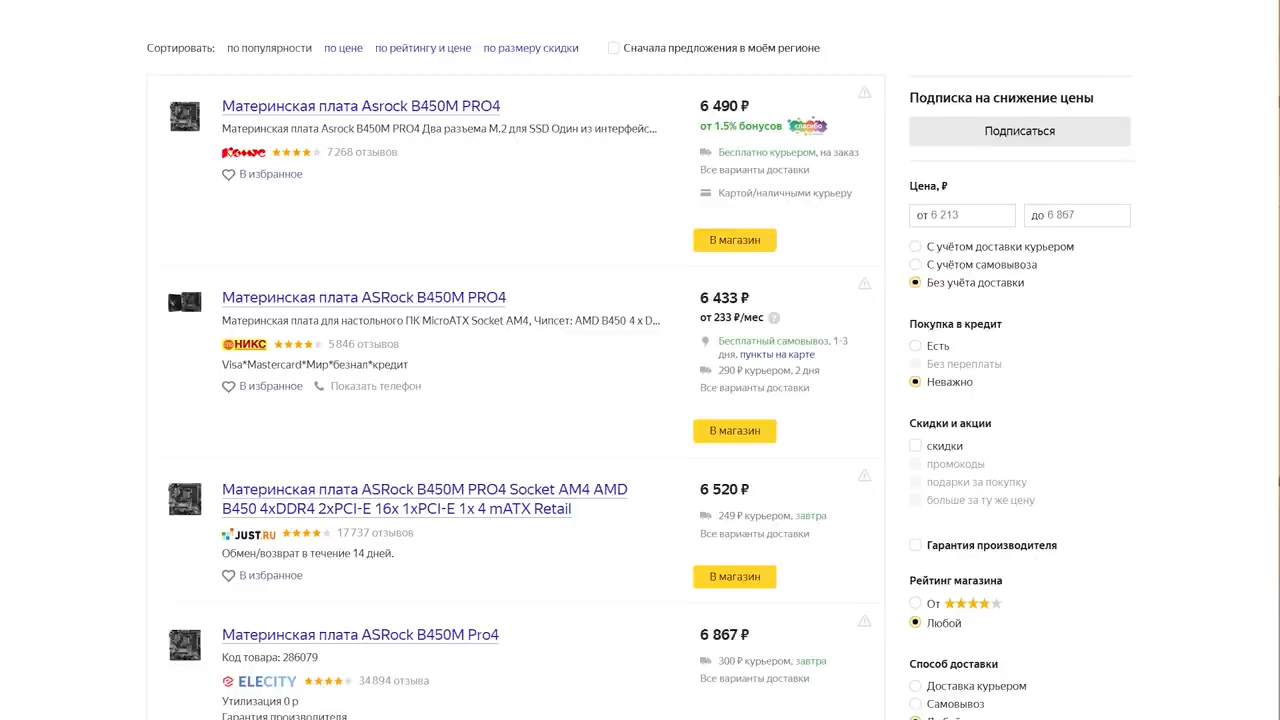 Сортировать: по популярности по цене по рейтингу и цене по размеру скидки Сначала предложения в моём регионе
Материнская плата Asrock B450M PRO4
Материнская плата Asrock B450M PRO4 Два разъема M.2 для SSD Один из интерфейс...
7 268 отзывов
В избранное
6 490 ₽
от 1.5% бонусов спасибо
Бесплатно курьером, на заказ
Все варианты доставки
Картой/наличными курьеру
В магазин
Материнская плата ASRock B450M PRO4
Материнская плата для настольного ПК MicroATX Socket AM4, Чипсет: AMD B450 4 x D...
НИКС 5 846 отзывов
Visa*Mastercard*Мир*безнал*кредит
В избранное Показать телефон
6 433 ₽
от 233 ₽/мес ?
Бесплатный самовывоз, 1-3
дня, пункты на карте
290 ₽ курьером, 2 дня
Все варианты доставки
В магазин
Материнская плата ASRock B450M PRO4 Socket AM4 AMD
B450 4xDDR4 2xPCI-E 16x 1xPCI-E 1x 4 mATX Retail
JUST.RU 17 737 отзывов
Обмен/возврат в течение 14 дней.
В избранное
6 520 ₽
249 ₽ курьером, завтра
Все варианты доставки
В магазин
Материнская плата ASRock B450M Pro4
Код товара: 286079
ELECITY 34 894 отзыва
Утилизация 0 р
Гарантия производителя
6 867 ₽
300 ₽ курьером, завтра
Все варианты доставки
Подписка на снижение цены
Подписаться
Цена, ₽
от 6 213 до 6 867
С учётом доставки курьером
С учётом самовывоза
Без учёта доставки
Покупка в кредит
Есть
Без переплаты
Неважно
Скидки и акции
скидки
промокоды
подарки за покупку
больше за ту же цену
Гарантия производителя
Рейтинг магазина
От
Любой
Способ доставки
Доставка курьером
Самовывоз